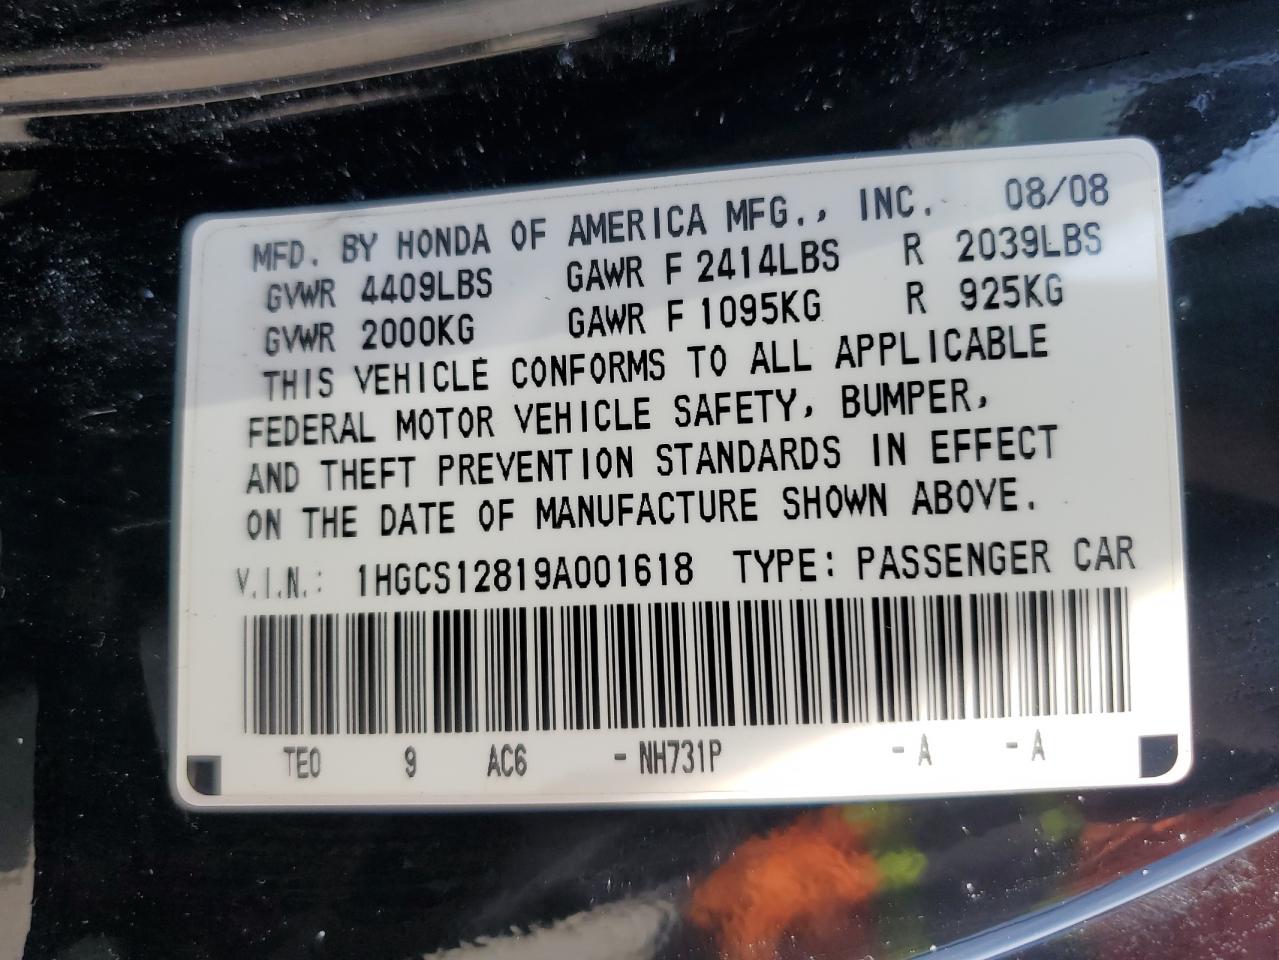 MFD. BY HONDA OF AMERICA MFG., INC. 08/08
GVWR 4409LBS GAWR F 2414LBS R 2039LBS
GVWR 2000KG GAWR F 1095KG R 925KG
THIS VEHICLE CONFORMS TO ALL APPLICABLE
FEDERAL MOTOR VEHICLE SAFETY, BUMPER,
AND THEFT PREVENTION STANDARDS IN EFFECT
ON THE DATE OF MANUFACTURE SHOWN ABOVE.
V.I.N.: 1HGCS12819A001618 TYPE: PASSENGER CAR
TE0 9 AC6 - NH731P - A - A